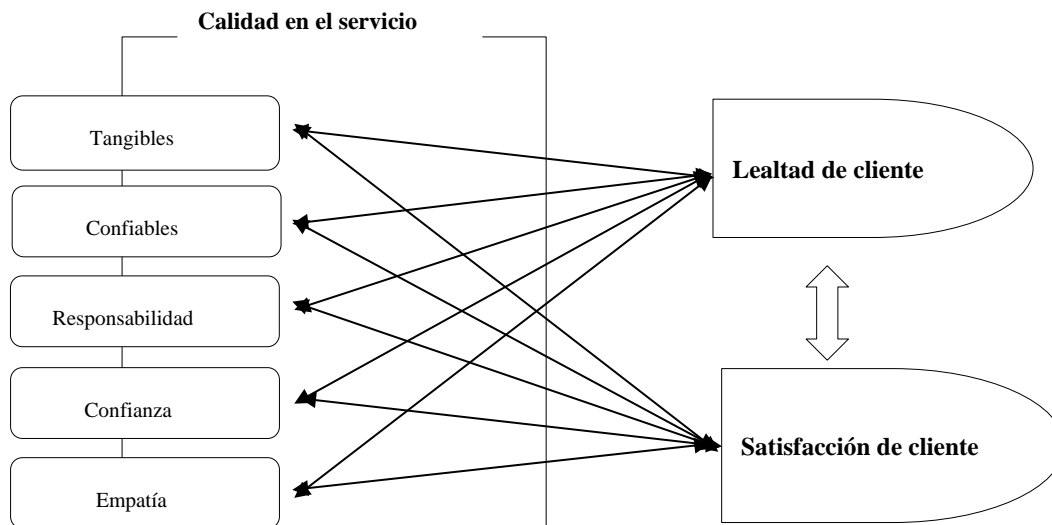 Calidad en el servicio
Tangibles
Confiables
Responsabilidad
Confianza
Empatía
Lealtad de cliente
Satisfacción de cliente